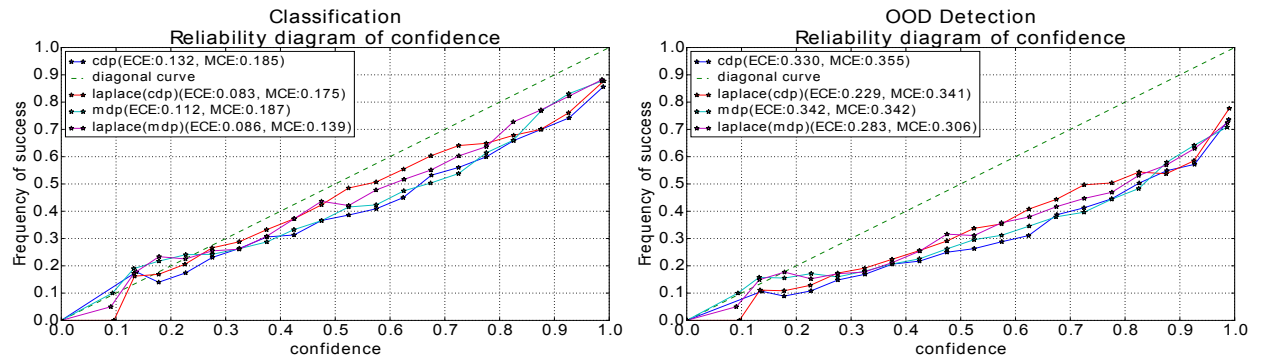 Classification
Reliability diagram of confidence
1.0
0.9
0.8
0.7
0.6
0.5
0.4
0.3
0.2
0.1
0.0
Frequency of success
cdp(ECE:0.132, MCE:0.185)
diagonal curve
laplace(cdp)(ECE:0.083, MCE:0.175)
mdp(ECE:0.112, MCE:0.187)
laplace(mdp)(ECE:0.086, MCE:0.139)
0.0 0.1 0.2 0.3 0.4 0.5 0.6 0.7 0.8 0.9 1.0
confidence
OOD Detection
Reliability diagram of confidence
1.0
0.9
0.8
0.7
0.6
0.5
0.4
0.3
0.2
0.1
0.0
Frequency of success
cdp(ECE:0.330, MCE:0.355)
diagonal curve
laplace(cdp)(ECE:0.229, MCE:0.341)
mdp(ECE:0.342, MCE:0.342)
laplace(mdp)(ECE:0.283, MCE:0.306)
0.0 0.1 0.2 0.3 0.4 0.5 0.6 0.7 0.8 0.9 1.0
confidence